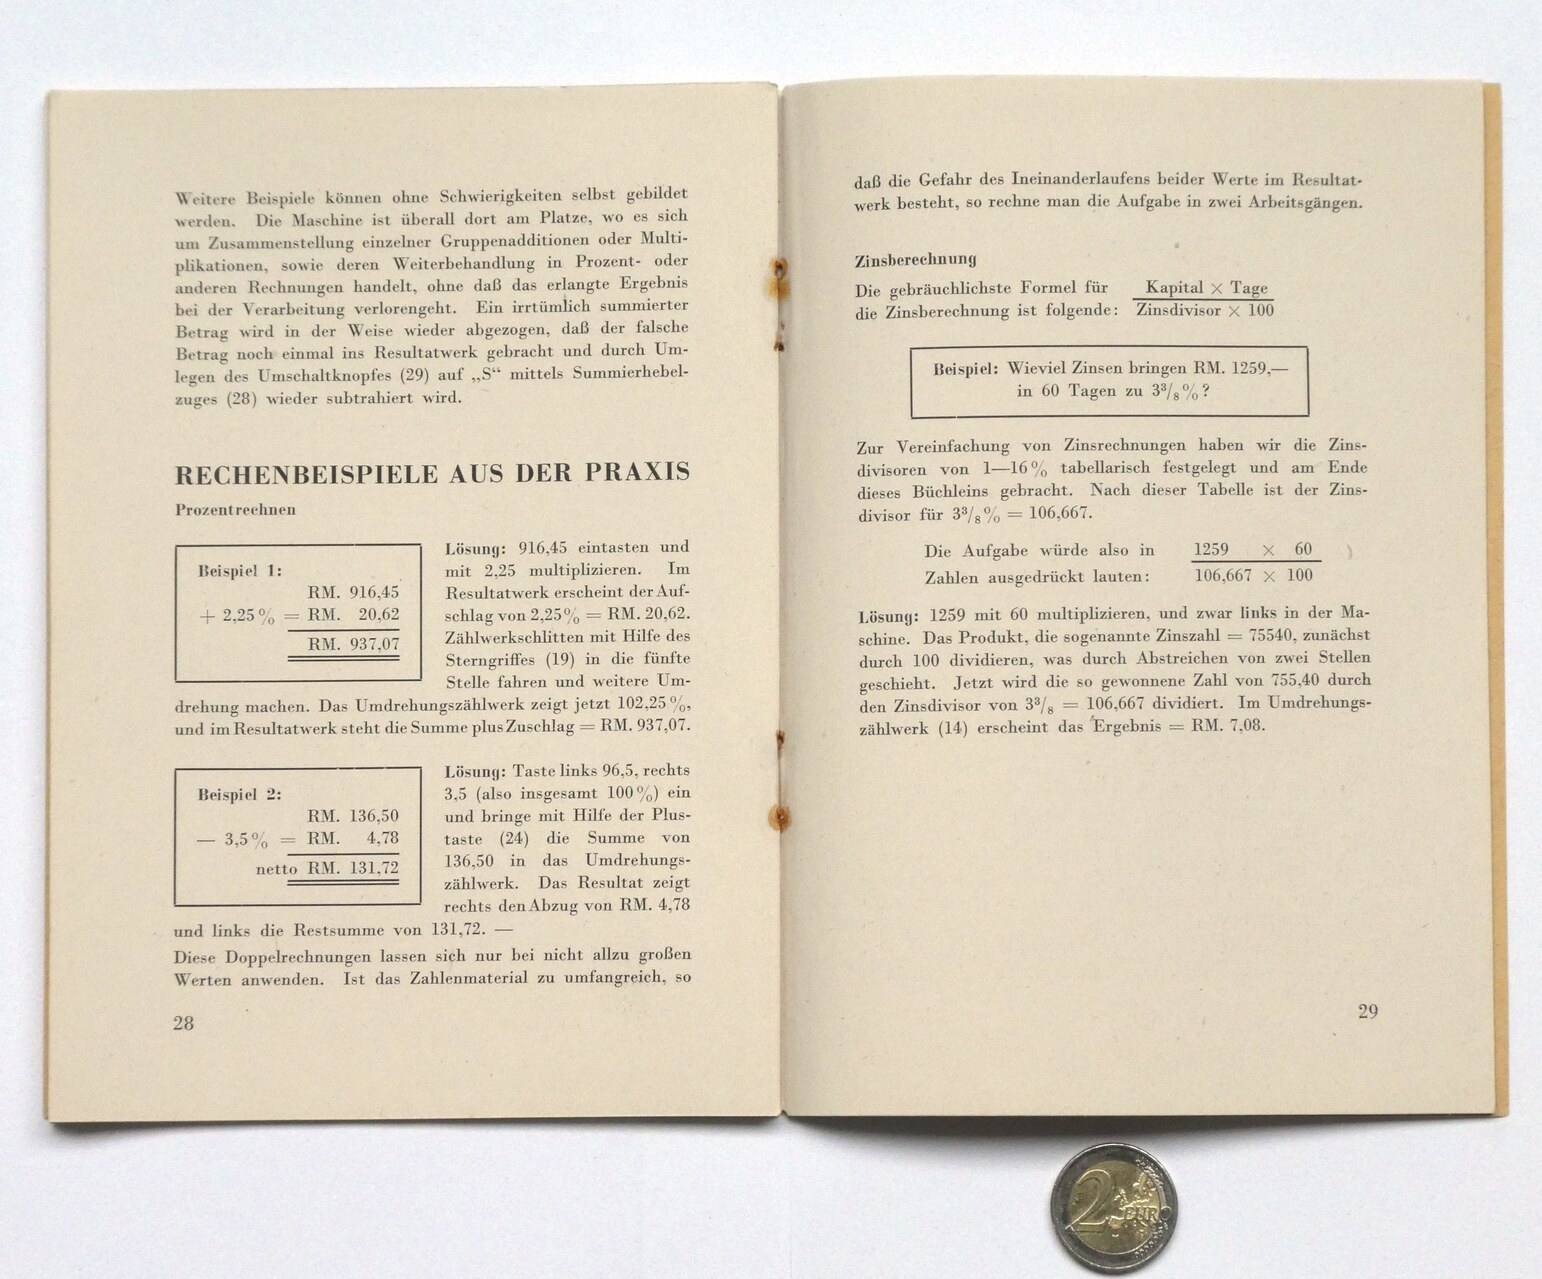 Weitere Beispiele können ohne Schwierigkeiten selbst gebildet
werden. Die Maschine ist überall dort am Platze, wo es sich
um Zusammenstellung einzelner Gruppenadditionen oder Multi-
plikationen, sowie deren Weiterbehandlung in Prozent- oder
anderen Rechnungen handelt, ohne daß das erlangte Ergebnis
bei der Verarbeitung verlorengeht. Ein irrtümlich summierter
Betrag wird in der Weise wieder abgezogen, daß der falsche
Betrag noch einmal ins Resultatwerk gebracht und durch Um-
legen des Umschaltknopfes (29) auf „S“ mittels Summierhebel-
zuges (28) wieder subtrahiert wird.
RECHENBEISPIELE AUS DER PRAXIS
Prozentrechnen
Beispiel 1:
RM. 916,45
+ 2,25% = RM. 20,62
RM. 937,07
Lösung: 916,45 eintasten und
mit 2,25 multiplizieren. Im
Resultatwerk erscheint der Auf-
schlag von 2,25% = RM. 20,62.
Zählwerkschlitten mit Hilfe des
Sterngriffes (19) in die fünfte
Stelle fahren und weitere Um-
drehung machen. Das Umdrehungszählwerk zeigt jetzt 102,25%,
und im Resultatwerk steht die Summe plus Zuschlag = RM. 937,07.
Beispiel 2:
RM. 136,50
— 3,5% = RM. 4,78
netto RM. 131,72
Lösung: Taste links 96,5, rechts
3,5 (also insgesamt 100%) ein
und bringe mit Hilfe der Plus-
taste (24) die Summe von
136,50 in das Umdrehungs-
zählwerk. Das Resultat zeigt
rechts den Abzug von RM. 4,78
und links die Restsumme von 131,72. —
Diese Doppelrechnungen lassen sich nur bei nicht allzu großen
Werten anwenden. Ist das Zahlenmaterial zu umfangreich, so
28
daß die Gefahr des Ineinanderlaufens beider Werte im Resultat-
werk besteht, so rechne man die Aufgabe in zwei Arbeitsgängen.
Zinsberechnung
Die gebräuchlichste Formel für Kapital × Tage
die Zinsberechnung ist folgende: Zinsdivisor × 100
Beispiel: Wieviel Zinsen bringen RM. 1259,—
in 60 Tagen zu 3³/₈%?
Zur Vereinfachung von Zinsrechnungen haben wir die Zins-
divisoren von 1—16% tabellarisch festgelegt und am Ende
dieses Büchleins gebracht. Nach dieser Tabelle ist der Zins-
divisor für 3³/₈% = 106,667.
Die Aufgabe würde also in 1259 × 60
Zahlen ausgedrückt lauten: 106,667 × 100
Lösung: 1259 mit 60 multiplizieren, und zwar links in der Ma-
schine. Das Produkt, die sogenannte Zinszahl = 75540, zunächst
durch 100 dividieren, was durch Abstreichen von zwei Stellen
geschieht. Jetzt wird die so gewonnene Zahl von 755,40 durch
den Zinsdivisor von 3³/₈ = 106,667 dividiert. Im Umdrehungs-
zählwerk (14) erscheint das Ergebnis = RM. 7,08.
29
2 EURO